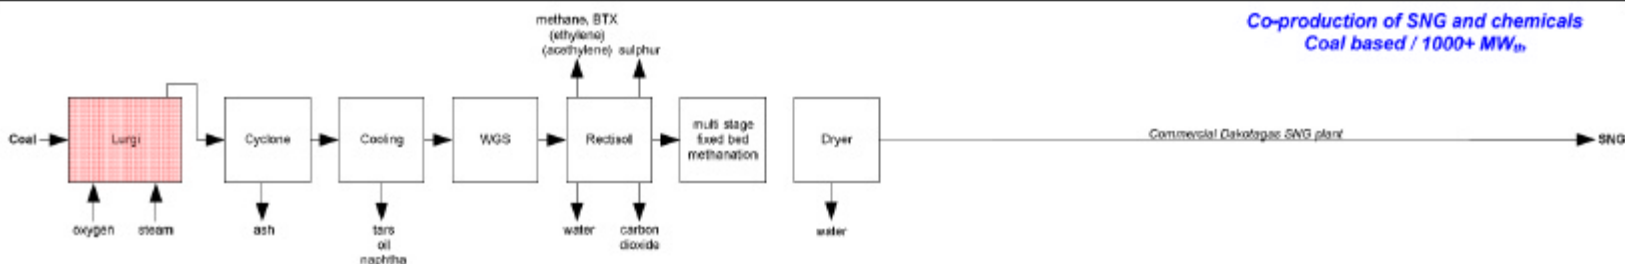 methane, BTX
(ethylene)
(acethylene) sulphur
Co-production of SNG and chemicals
Coal based / 1000+ MWth
Coal
Lurgi
Cyclone
Cooling
WGS
Rectisol
multi stage
fixed bed
methanation
Dryer
Commercial Dakotagas SNG plant
SNG
oxygen
steam
ash
tars
oil
naphtha
water
carbon
dioxide
water